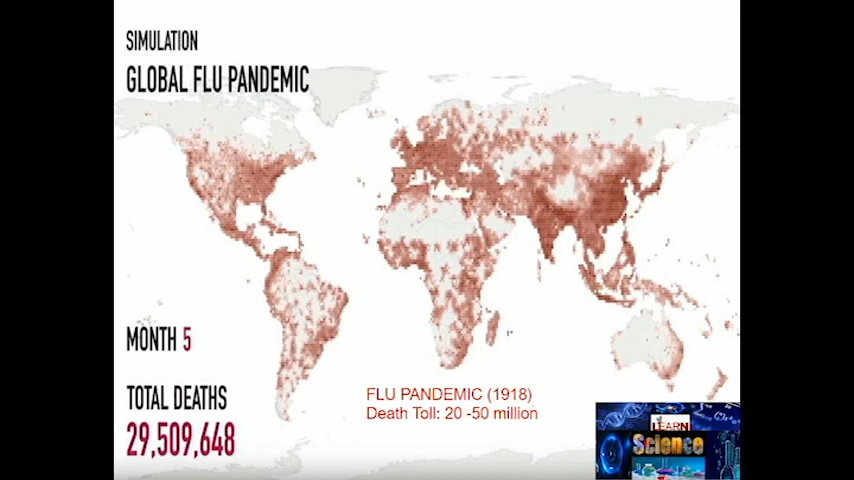 SIMULATION
GLOBAL FLU PANDEMIC
MONTH 5
TOTAL DEATHS
29,509,648
FLU PANDEMIC (1918)
Death Toll: 20 -50 million
LEARN
Science